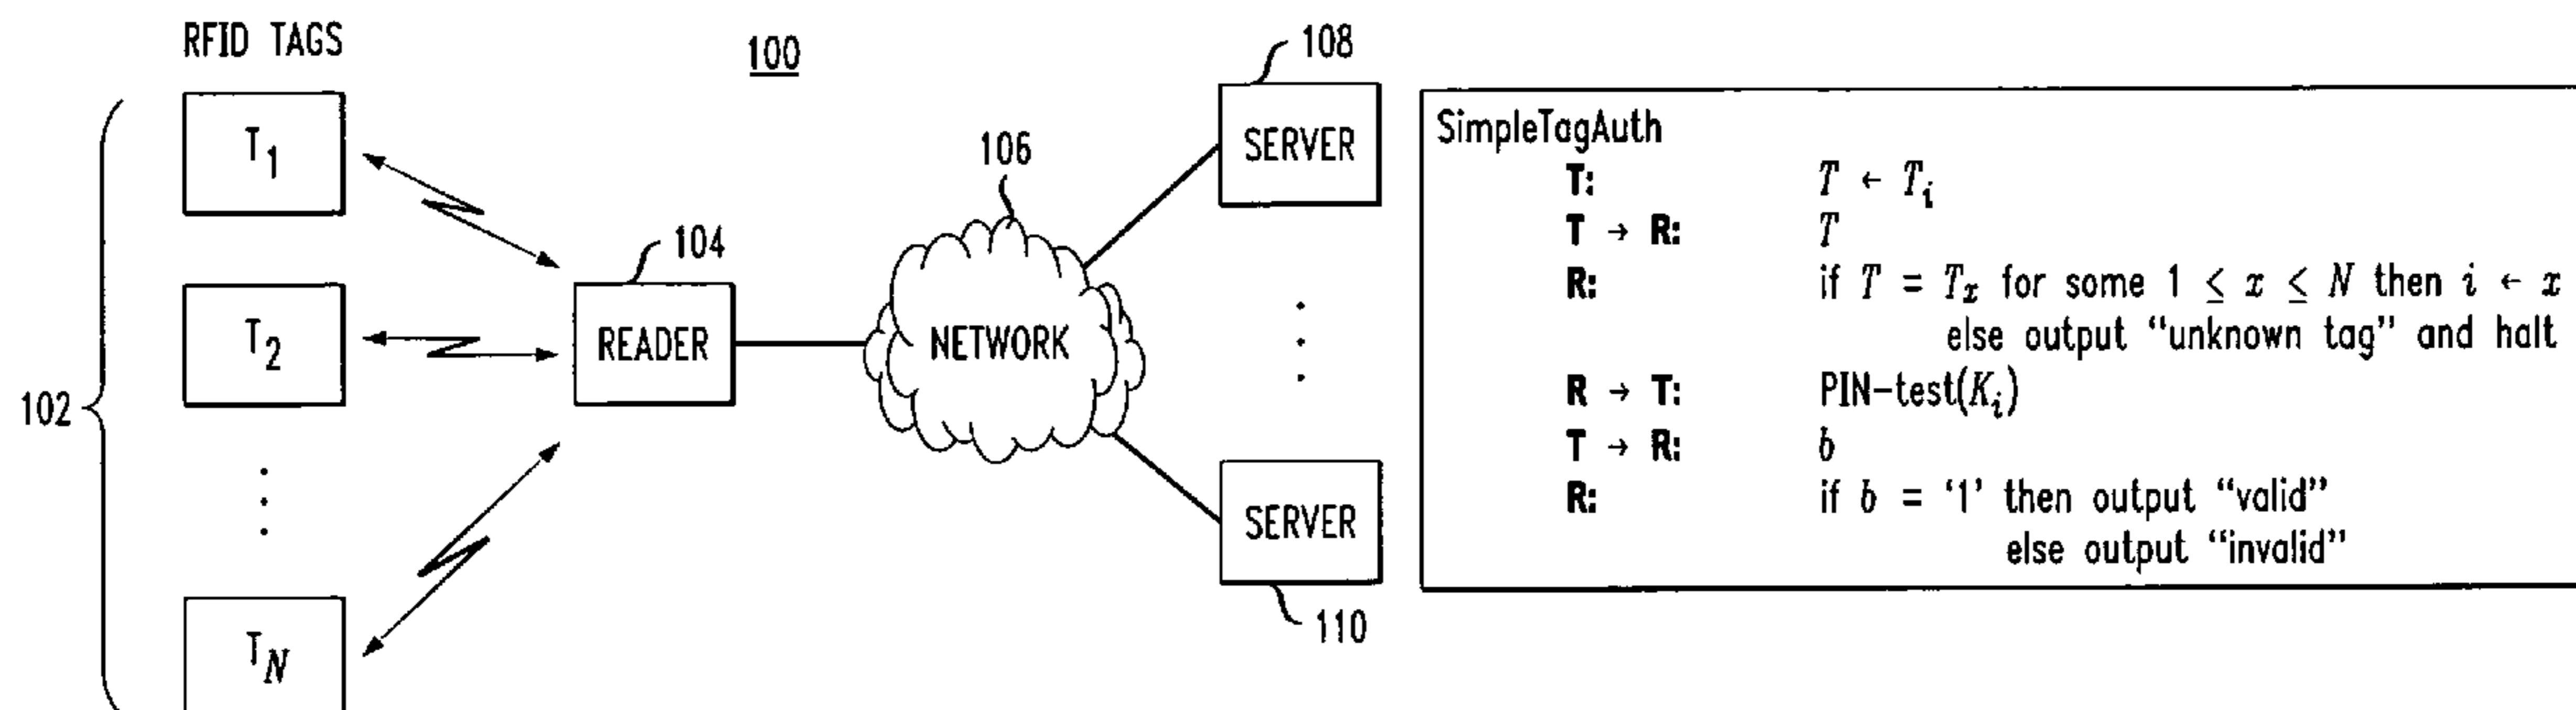 RFID TAGS
100
T1
T2
TN
102
104
READER
106
NETWORK
108
SERVER
SERVER
110
SimpleTagAuth
T: T ← Ti
T → R: T
R: if T = Tx for some 1 ≤ x ≤ N then i ← x
else output “unknown tag” and halt
R → T: PIN-test(Ki)
T → R: b
R: if b = ‘1’ then output “valid”
else output “invalid”